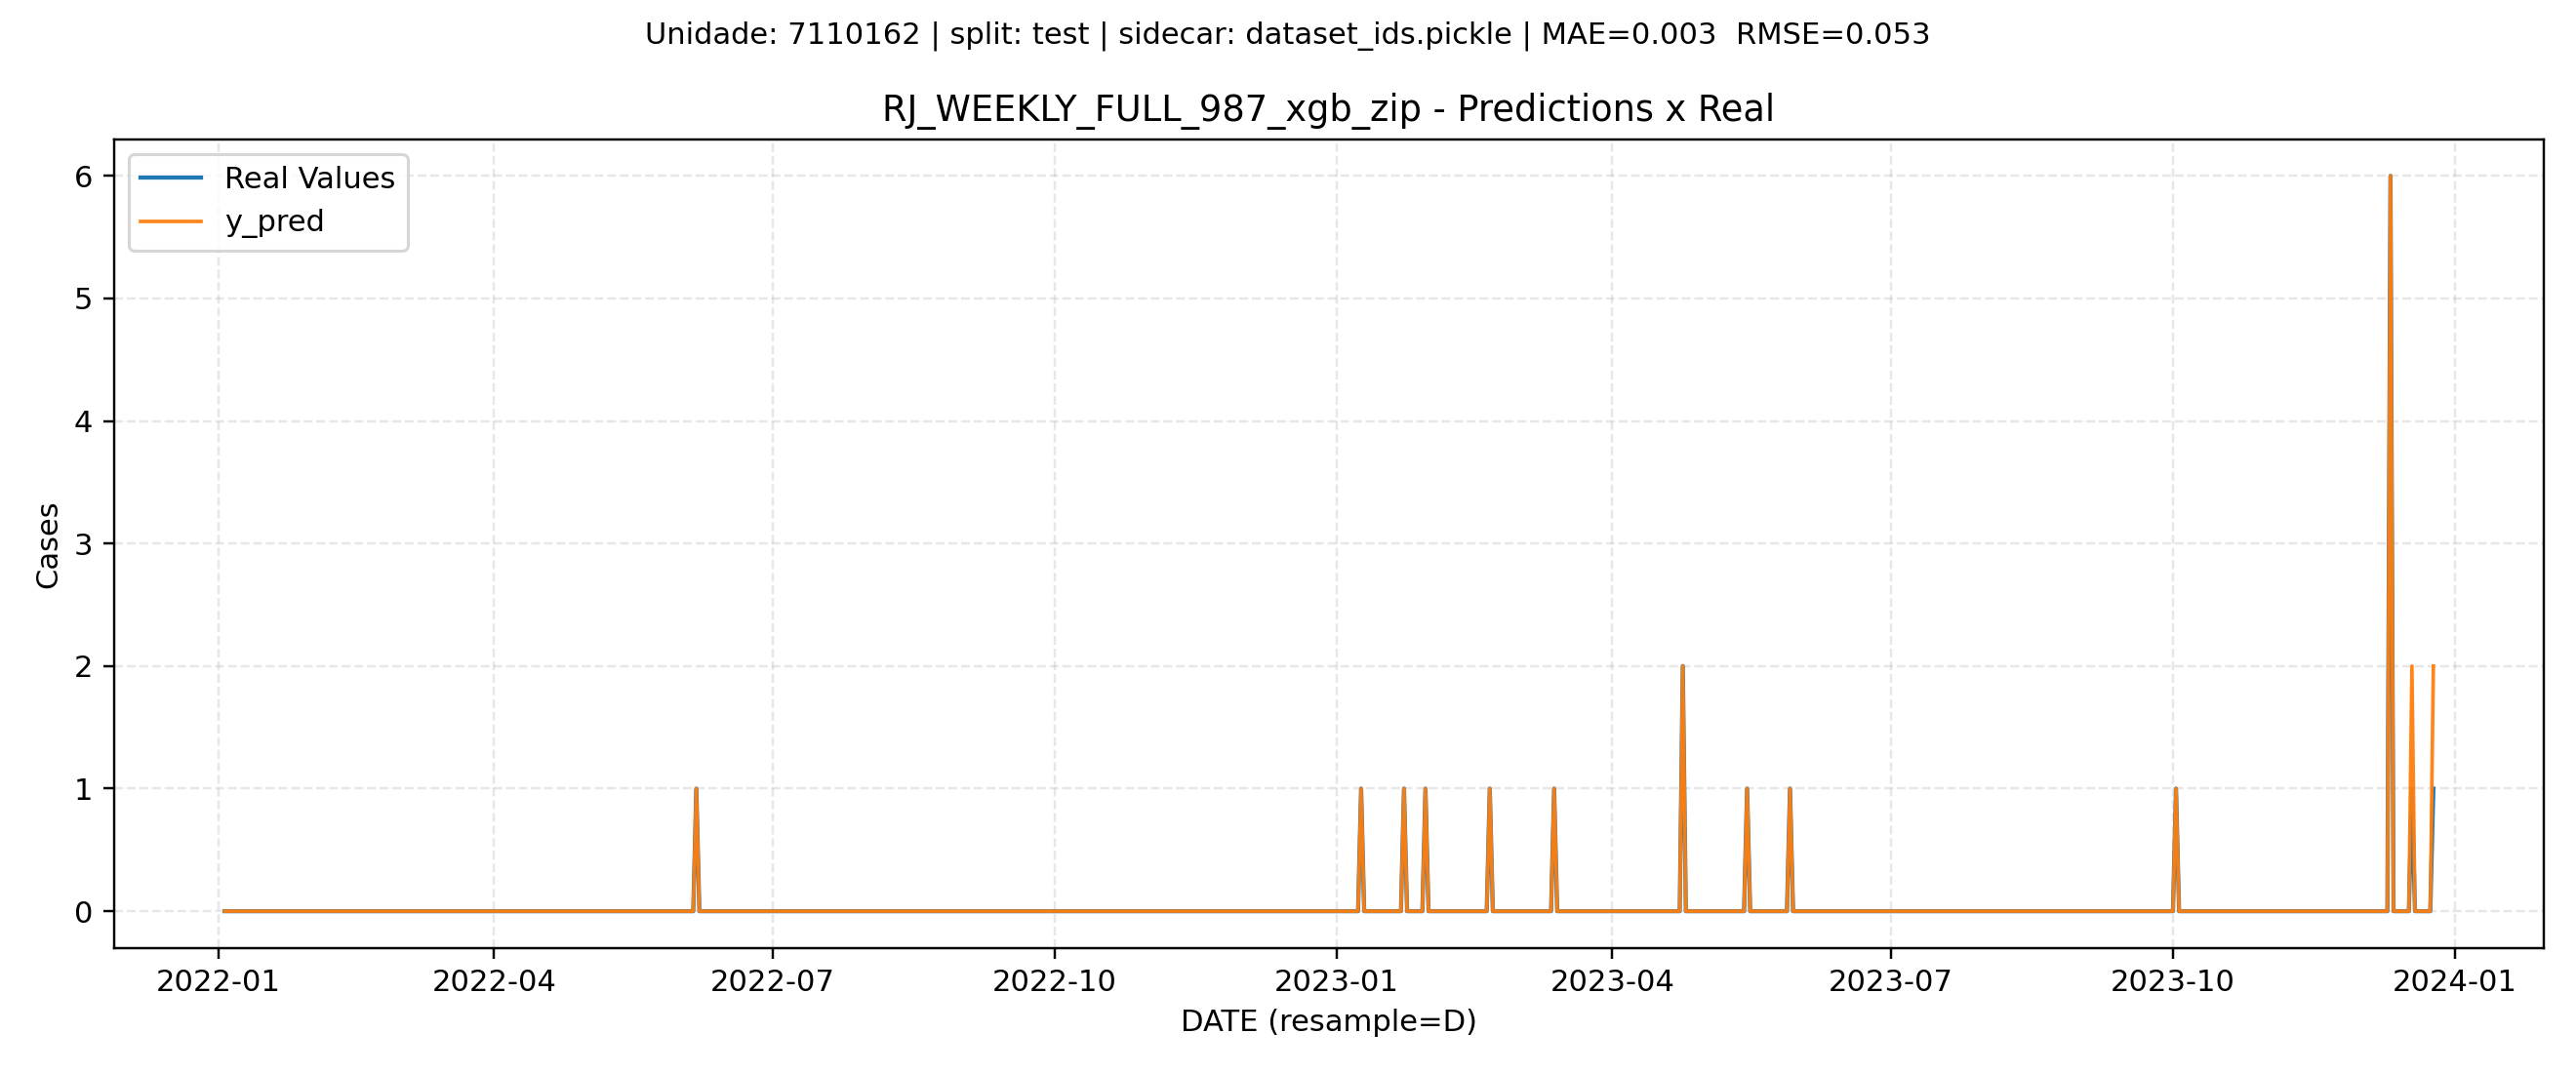 Unidade: 7110162 | split: test | sidecar: dataset_ids.pickle | MAE=0.003  RMSE=0.053
RJ_WEEKLY_FULL_987_xgb_zip - Predictions x Real
Real Values
y_pred
6
5
4
3
2
1
0
Cases
2022-01
2022-04
2022-07
2022-10
2023-01
2023-04
2023-07
2023-10
2024-01
DATE (resample=D)